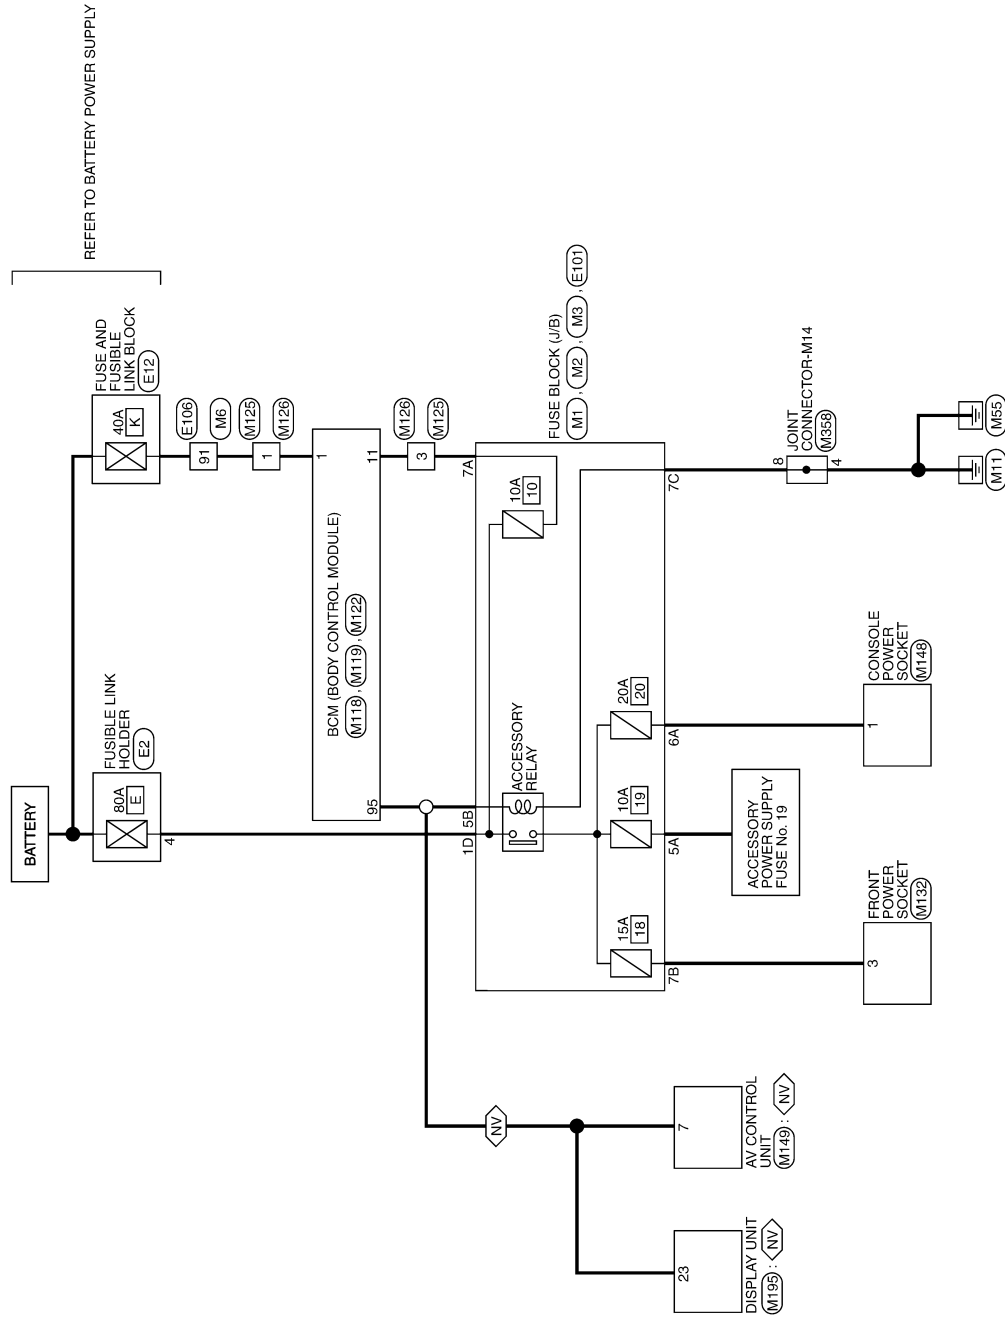 REFER TO BATTERY POWER SUPPLY
BATTERY
FUSIBLE LINK
HOLDER
E2
80A
E
4
FUSE AND
FUSIBLE
LINK BLOCK
E12
40A
K
91
E106
M6
1
M125
M126
BCM (BODY CONTROL MODULE)
M118 , M119 , M122
1
11
95
3
M126
M125
FUSE BLOCK (J/B)
M1 , M2 , M3 , E101
1D
5B
7A
10A
10
ACCESSORY
RELAY
15A
18
10A
19
20A
20
7B
5A
6A
7C
ACCESSORY
POWER SUPPLY
FUSE No. 19
8
4
JOINT
CONNECTOR-M14
M358
M11
M55
FRONT
POWER
SOCKET
M132
3
CONSOLE
POWER
SOCKET
M148
1
NV
23
DISPLAY UNIT
M195 : NV
7
AV CONTROL
UNIT
M149 : NV